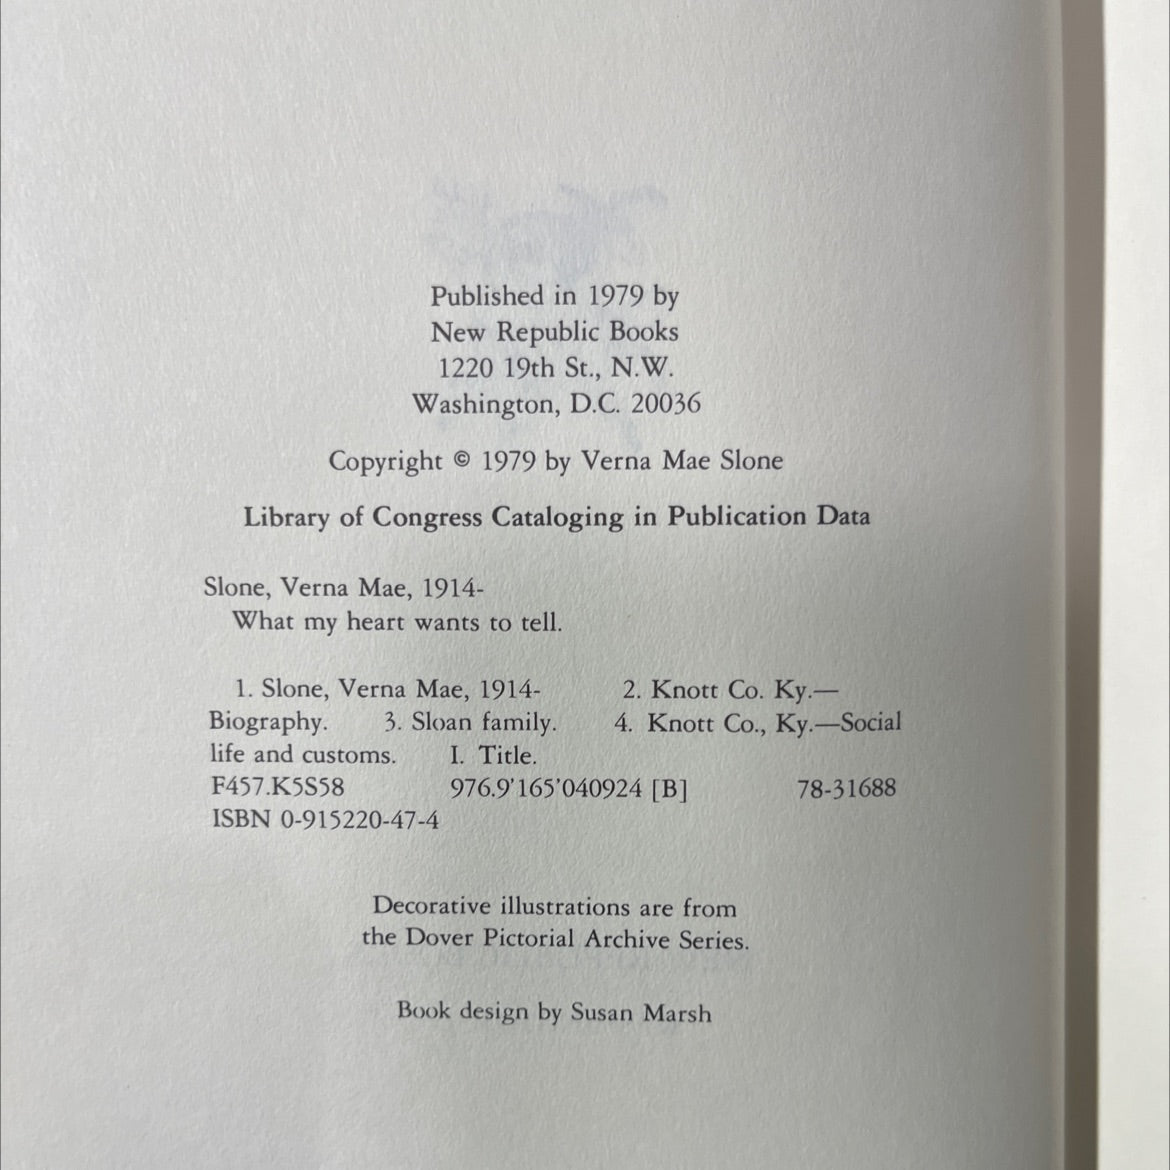 Published in 1979 by
New Republic Books
1220 19th St., N.W.
Washington, D.C. 20036
Copyright © 1979 by Verna Mae Slone
Library of Congress Cataloging in Publication Data
Slone, Verna Mae, 1914-
What my heart wants to tell.
1. Slone, Verna Mae, 1914- 2. Knott Co. Ky.—
Biography. 3. Sloan family. 4. Knott Co., Ky.—Social
life and customs. I. Title.
F457.K5S58 976.9'165'040924 [B] 78-31688
ISBN 0-915220-47-4
Decorative illustrations are from
the Dover Pictorial Archive Series.
Book design by Susan Marsh